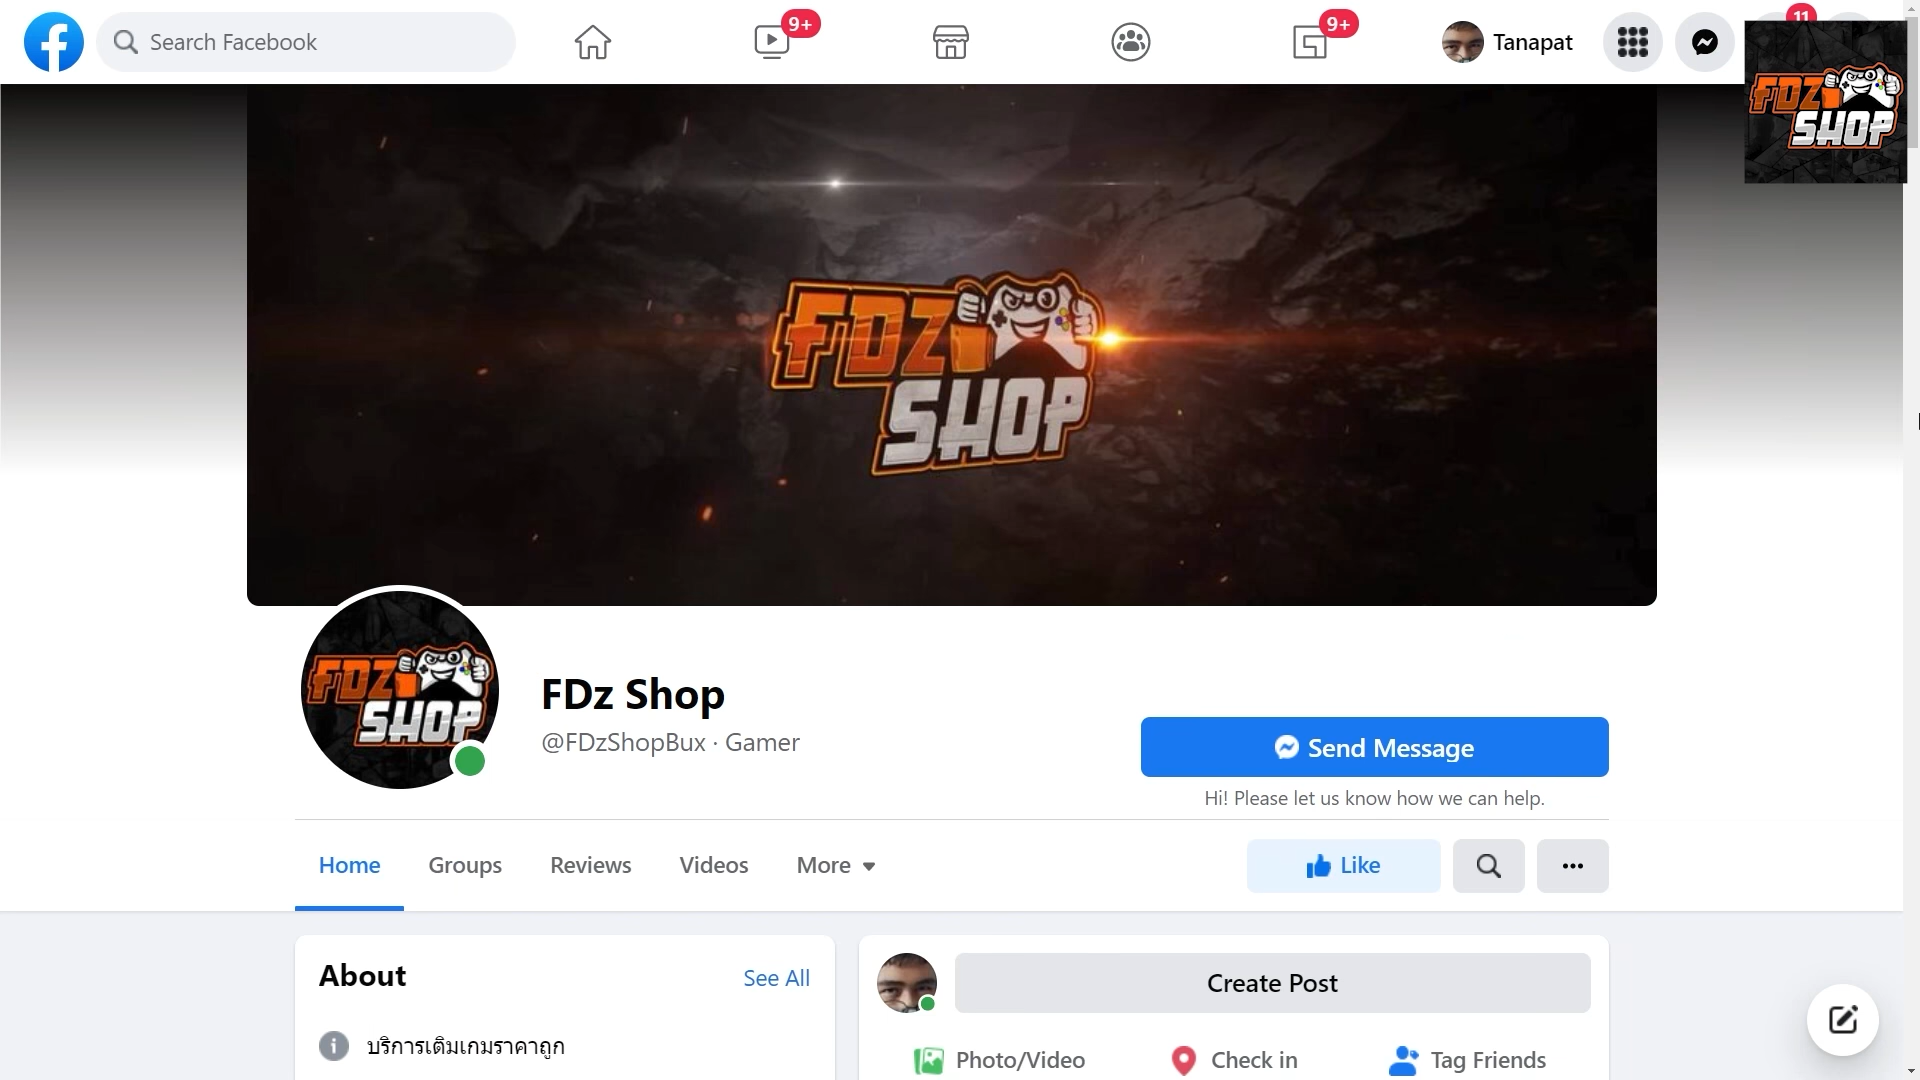 Search Facebook
9+
9+
Tanapat
11
FDZ
SHOP
FDZ
SHOP
FDZ
SHOP
FDz Shop
@FDzShopBux · Gamer
Send Message
Hi! Please let us know how we can help.
Home
Groups
Reviews
Videos
More
Like
About
See All
บริการเติมเกมราคาถูก
Create Post
Photo/Video
Check in
Tag Friends